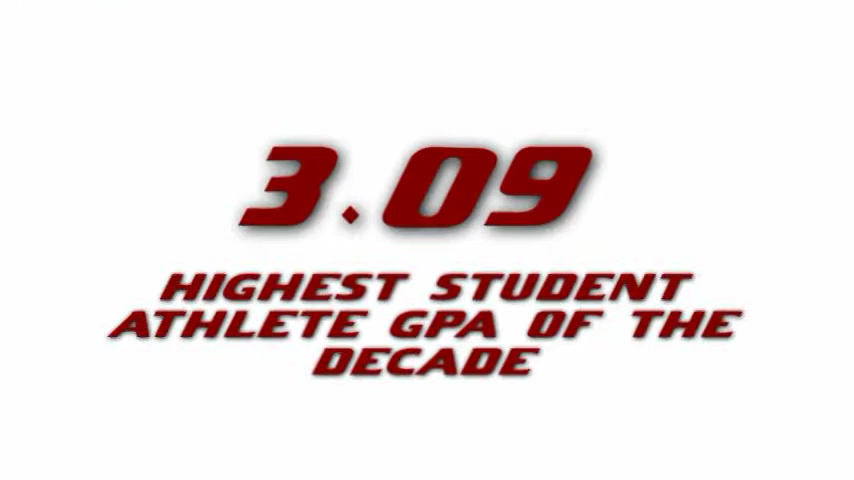 3.09
HIGHEST STUDENT
ATHLETE GPA OF THE
DECADE